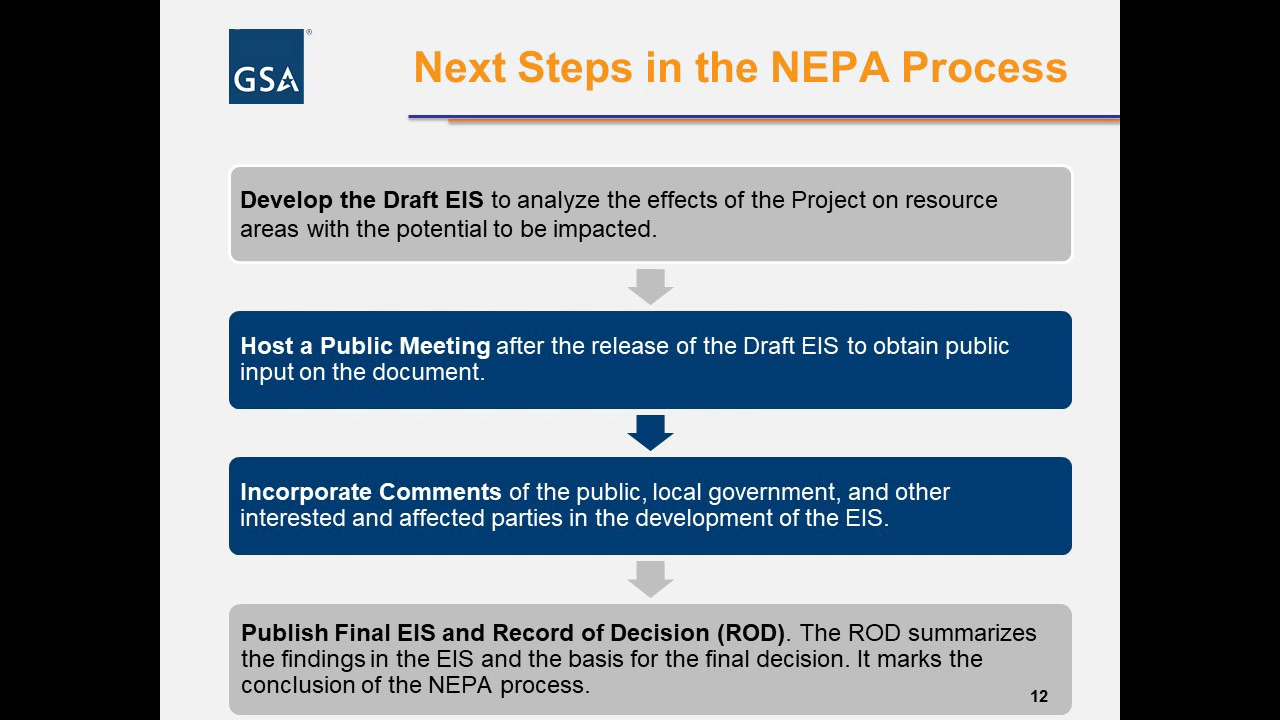 GSA
®
Next Steps in the NEPA Process
Develop the Draft EIS to analyze the effects of the Project on resource
areas with the potential to be impacted.
Host a Public Meeting after the release of the Draft EIS to obtain public
input on the document.
Incorporate Comments of the public, local government, and other
interested and affected parties in the development of the EIS.
Publish Final EIS and Record of Decision (ROD). The ROD summarizes
the findings in the EIS and the basis for the final decision. It marks the
conclusion of the NEPA process.
12